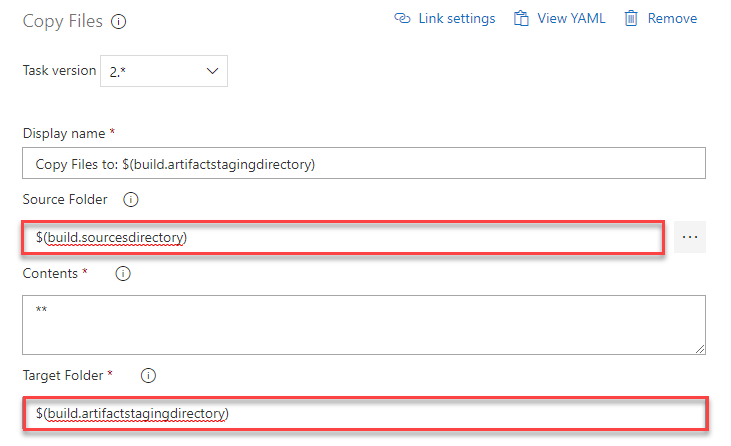 Copy Files
Link settings
View YAML
Remove
Task version 2.*
Display name *
Copy Files to: $(build.artifactstagingdirectory)
Source Folder
$(build.sourcesdirectory)
...
Contents *
**
Target Folder *
$(build.artifactstagingdirectory)